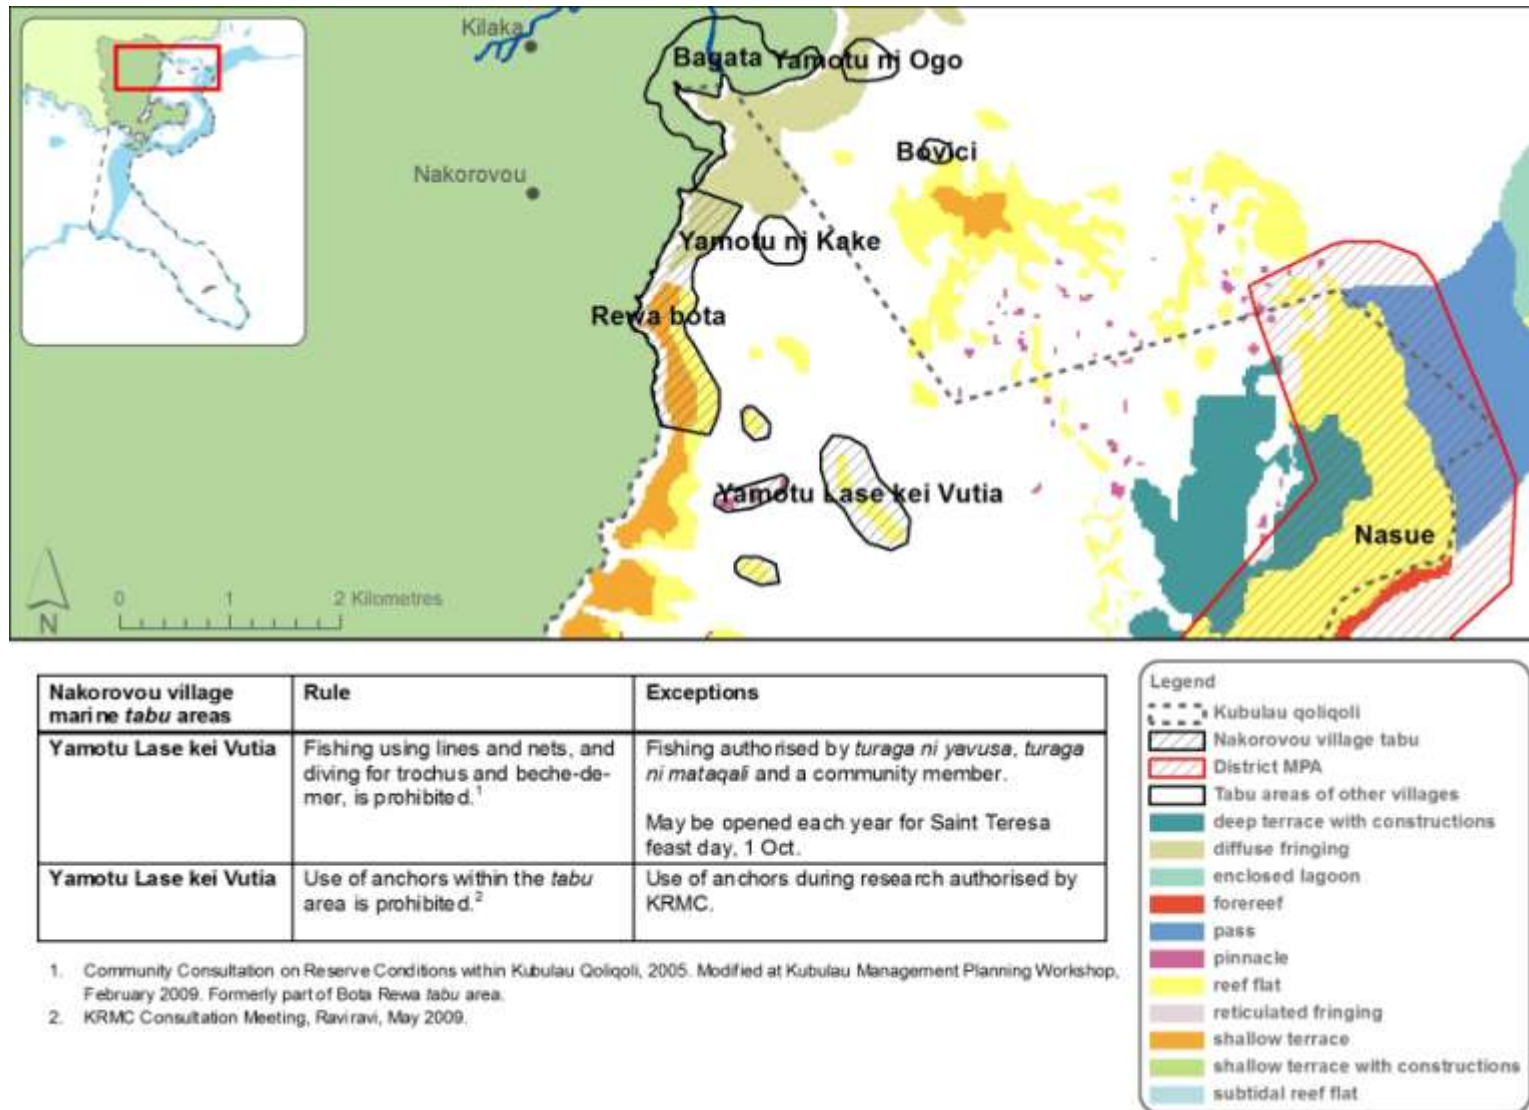 Kilaka
Bagata
Yamotu ni Ogo
Bovici
Nakorovou
Yamotu ni Kake
Rewa bota
Yamotu Lase kei Vutia
Nasue
N
0 1 2 Kilometres
Nakorovou village marine tabu areas
Rule
Exceptions
Yamotu Lase kei Vutia
Fishing using lines and nets, and
diving for trochus and beche-de-
mer, is prohibited.1
Fishing authorised by turaga ni yavusa, turaga
ni mataqali and a community member.
May be opened each year for Saint Teresa
feast day, 1 Oct.
Yamotu Lase kei Vutia
Use of anchors within the tabu
area is prohibited.2
Use of anchors during research authorised by
KRMC.
1. Community Consultation on Reserve Conditions within Kubulau Qoliqoli, 2005. Modified at Kubulau Management Planning Workshop,
February 2009. Formerly part of Bota Rewa tabu area.
2. KRMC Consultation Meeting, Raviravi, May 2009.
Legend
Kubulau qoliqoli
Nakorovou village tabu
District MPA
Tabu areas of other villages
deep terrace with constructions
diffuse fringing
enclosed lagoon
forereef
pass
pinnacle
reef flat
reticulated fringing
shallow terrace
shallow terrace with constructions
subtidal reef flat